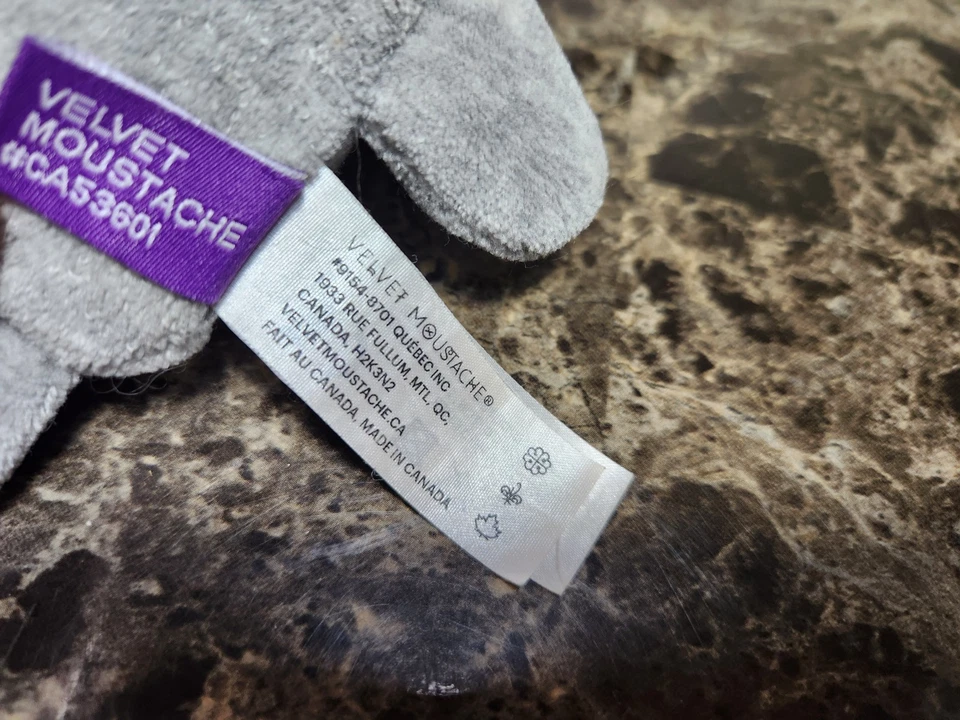 VELVET
MOUSTACHE
#CA53601
VELVET MOUSTACHE®
#9154-8701 QUÉBEC INC
1933 RUE FULLUM, MTL, QC,
CANADA, H2K3N2
VELVETMOUSTACHE.CA
FAIT AU CANADA, MADE IN CANADA